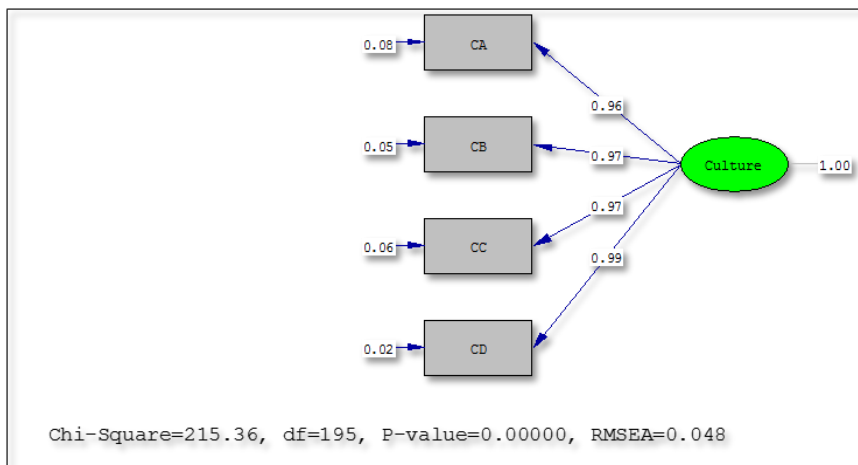 0.08
CA
0.96
0.05
CB
0.97
Culture
1.00
0.97
0.06
CC
0.99
0.02
CD
Chi-Square=215.36, df=195, P-value=0.00000, RMSEA=0.048